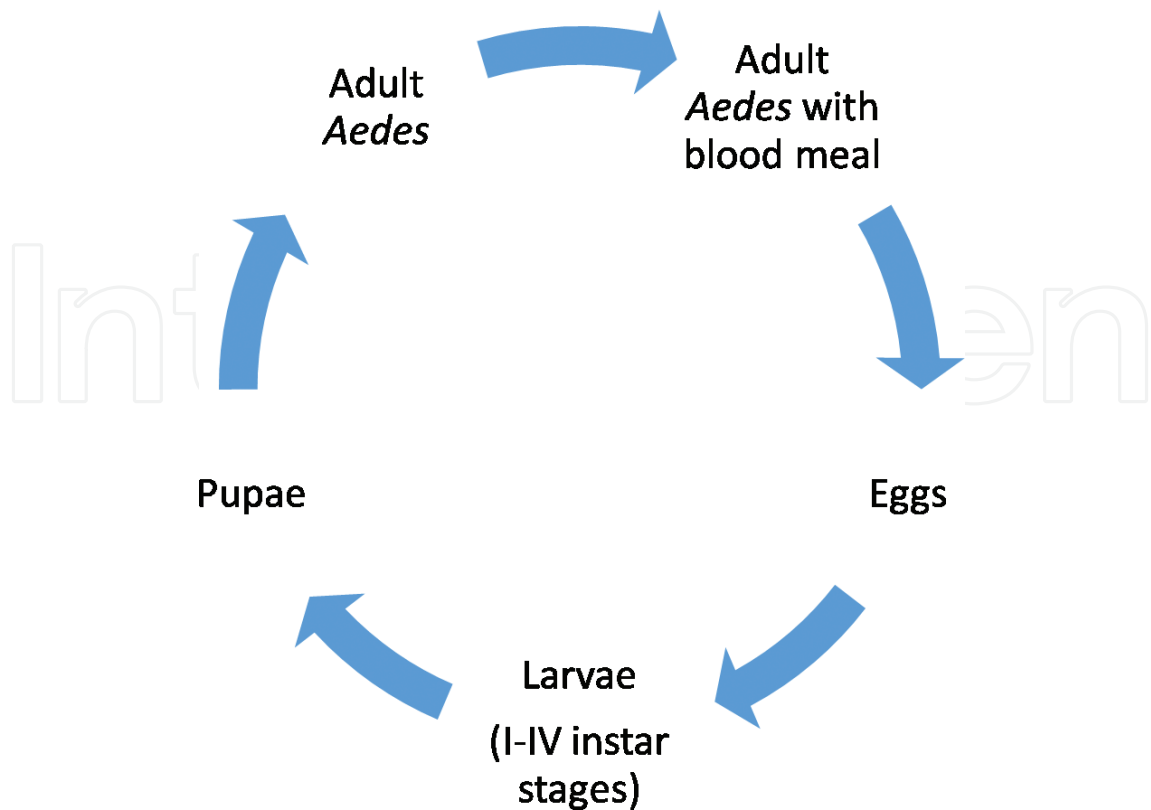 Adult
Aedes
Adult
Aedes with
blood meal
Eggs
Larvae
(I-IV instar
stages)
Pupae